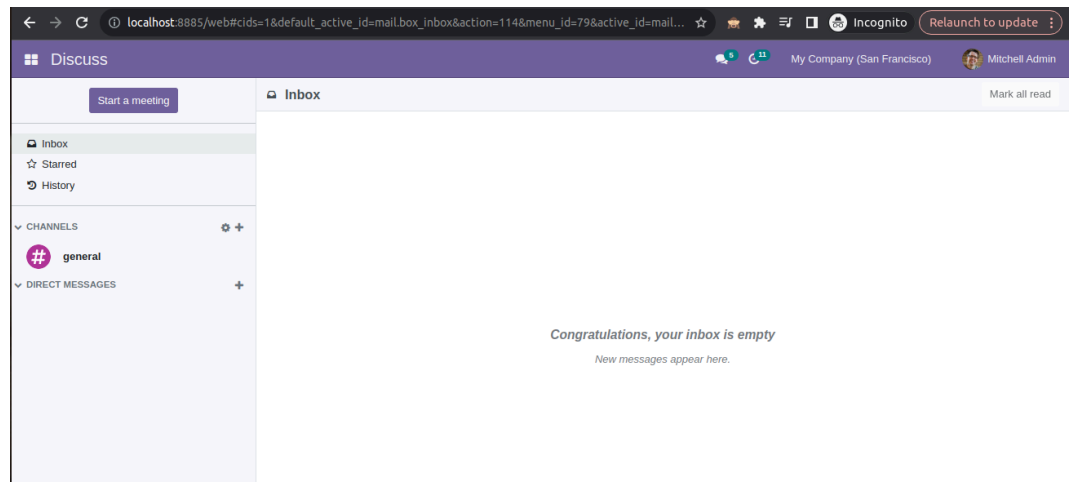 localhost:8885/web#cids=1&default_active_id=mail.box_inbox&action=114&menu_id=79&active_id=mail...
Incognito
Relaunch to update
Discuss
5
11
My Company (San Francisco)
Mitchell Admin
Start a meeting
Inbox
Mark all read
Inbox
Starred
History
CHANNELS
# general
DIRECT MESSAGES
Congratulations, your inbox is empty
New messages appear here.